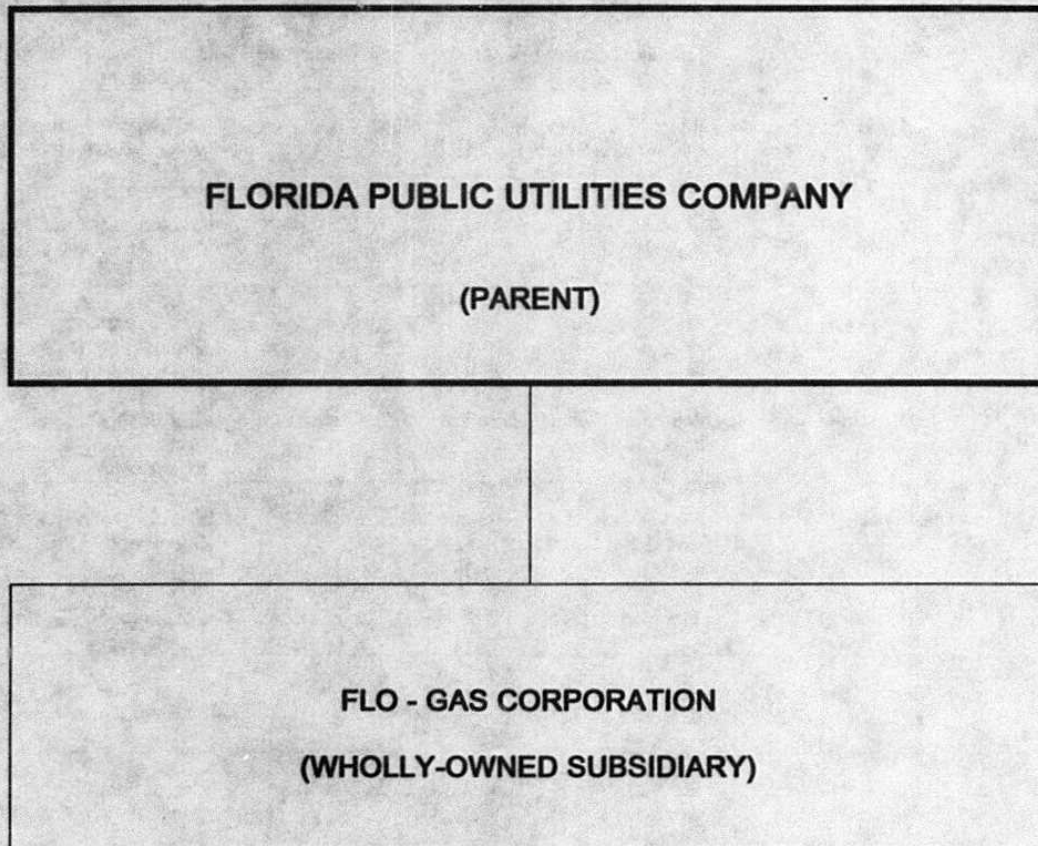 FLORIDA PUBLIC UTILITIES COMPANY
(PARENT)
FLO - GAS CORPORATION
(WHOLLY-OWNED SUBSIDIARY)